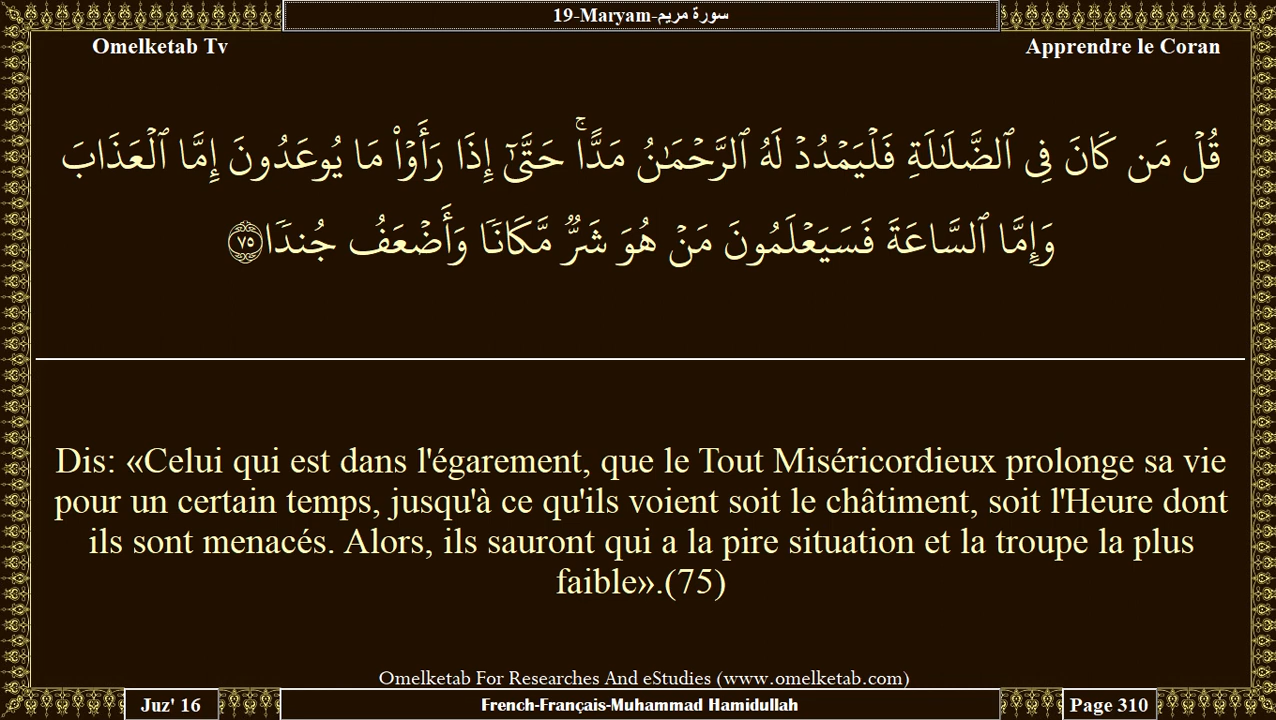 19-Maryam-سورة مريم
Omelketab Tv
Apprendre le Coran
قُلۡ مَن كَانَ فِي ٱلضَّلَٰلَةِ فَلۡيَمۡدُدۡ لَهُ ٱلرَّحۡمَٰنُ مَدًّاۚ حَتَّىٰٓ إِذَا رَأَوۡاْ مَا يُوعَدُونَ إِمَّا ٱلۡعَذَابَ
وَإِمَّا ٱلسَّاعَةَ فَسَيَعۡلَمُونَ مَنۡ هُوَ شَرّٞ مَّكَانٗا وَأَضۡعَفُ جُندٗا ٧٥
Dis: «Celui qui est dans l'égarement, que le Tout Miséricordieux prolonge sa vie
pour un certain temps, jusqu'à ce qu'ils voient soit le châtiment, soit l'Heure dont
ils sont menacés. Alors, ils sauront qui a la pire situation et la troupe la plus
faible».(75)
Omelketab For Researches And eStudies (www.omelketab.com)
Juz' 16
French-Français-Muhammad Hamidullah
Page 310